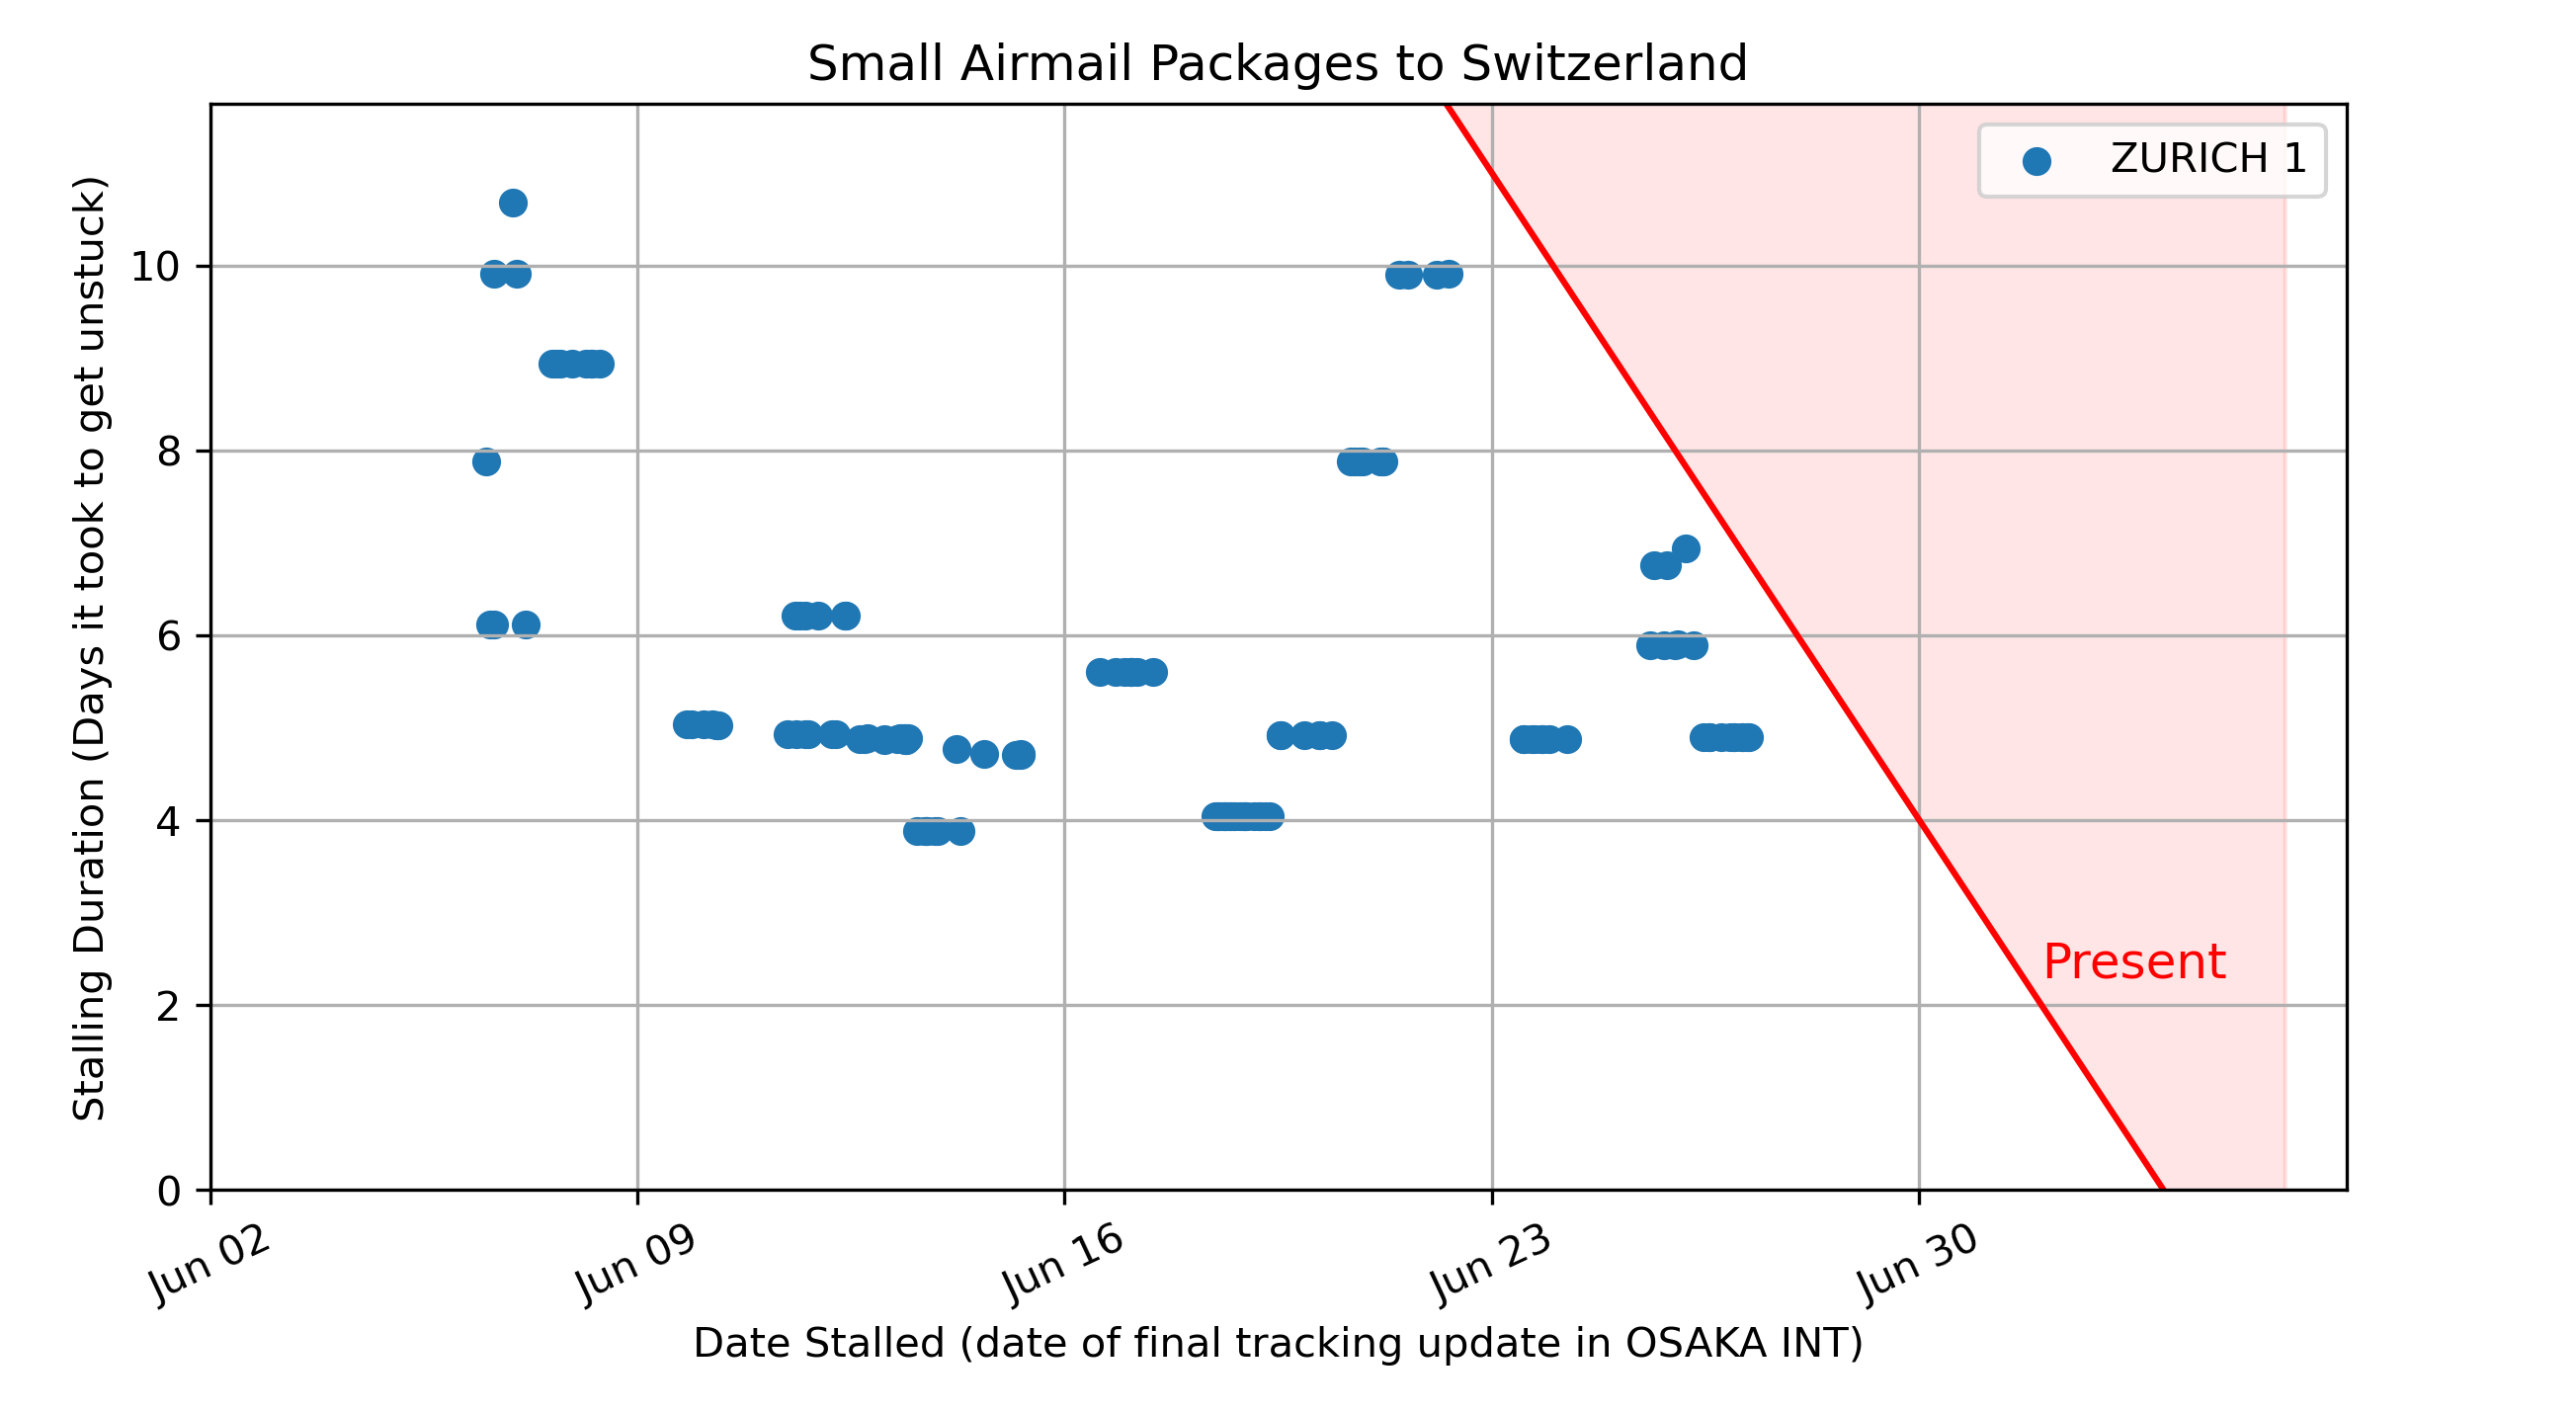 Small Airmail Packages to Switzerland
ZURICH 1
Stalling Duration (Days it took to get unstuck)
10
8
6
4
2
0
Present
Jun 02
Jun 09
Jun 16
Jun 23
Jun 30
Date Stalled (date of final tracking update in OSAKA INT)